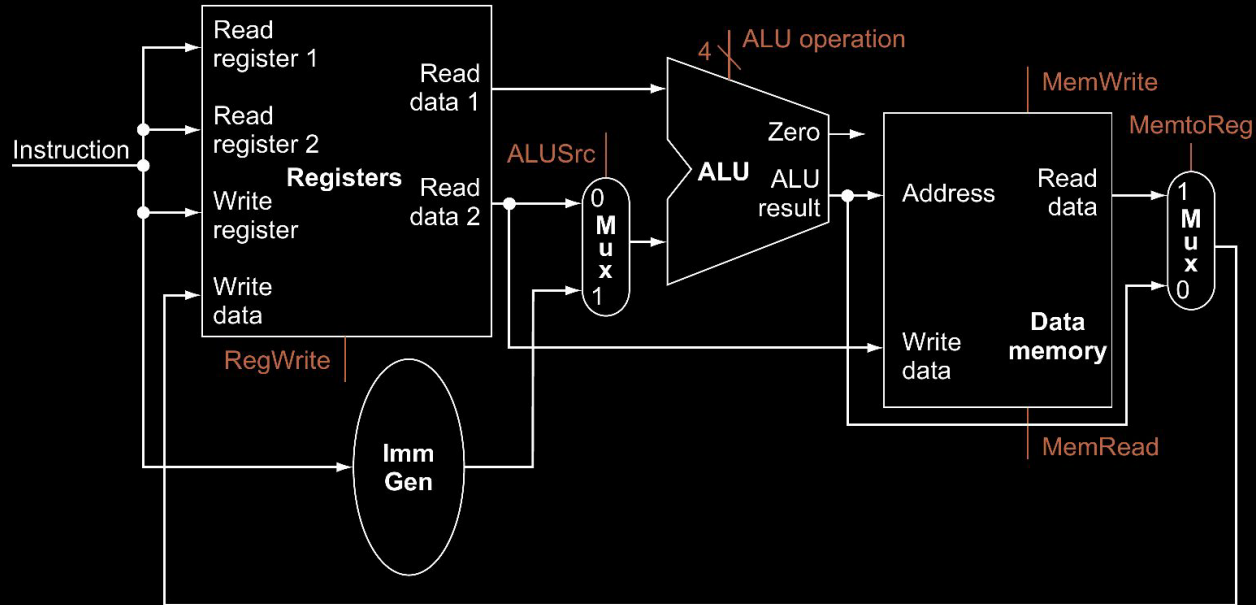 Instruction
Read
register 1
Read
register 2
Registers
Write
register
Write
data
Read
data 1
Read
data 2
RegWrite
Imm
Gen
ALUSrc
0
M
u
x
1
4
ALU operation
Zero
ALU
ALU
result
MemWrite
Address
Read
data
Write
data
Data
memory
MemRead
MemtoReg
1
M
u
x
0